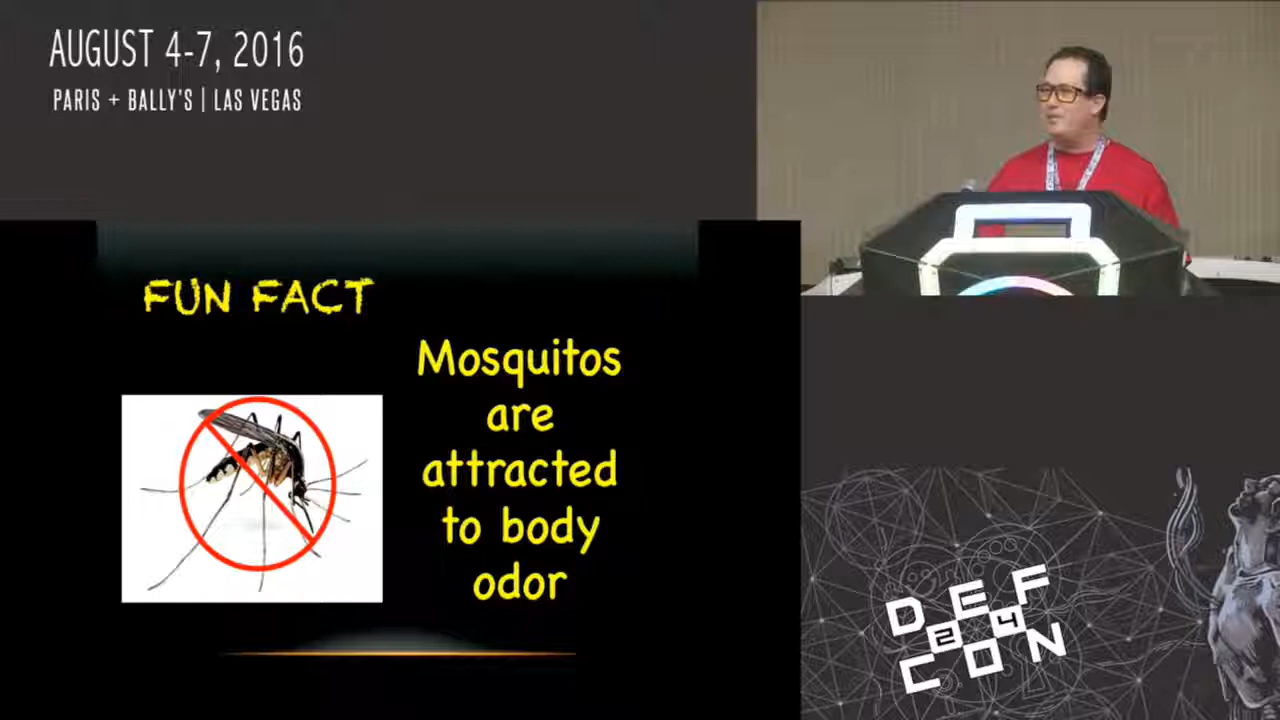 AUGUST 4-7, 2016
PARIS + BALLY'S | LAS VEGAS
FUN FACT
Mosquitos
are
attracted
to body
odor
DEF
24
CON